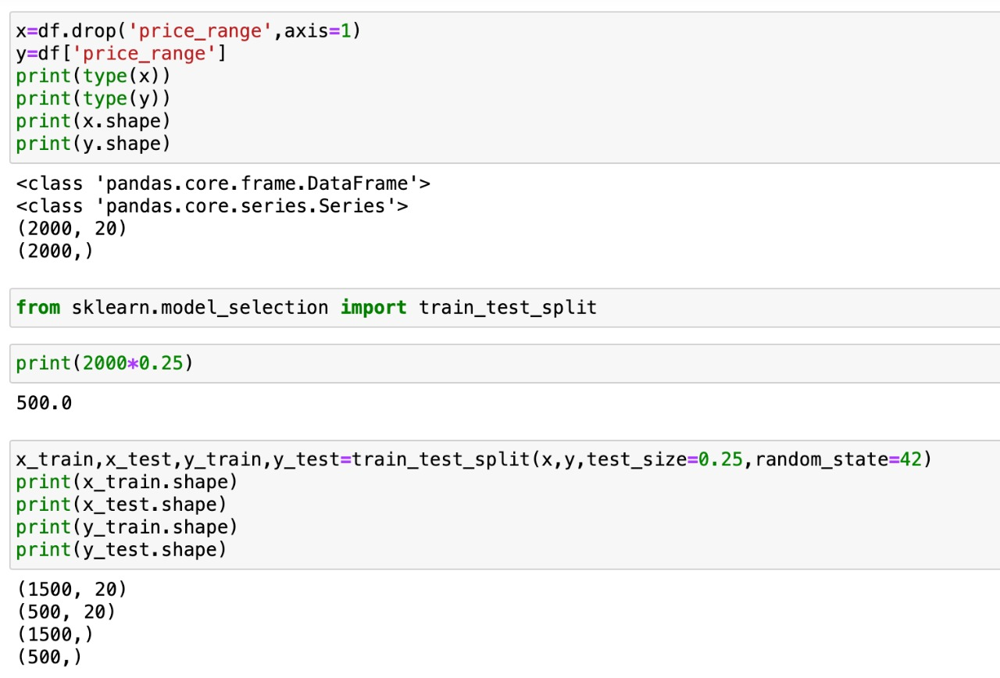 x=df.drop('price_range',axis=1)
y=df['price_range']
print(type(x))
print(type(y))
print(x.shape)
print(y.shape)
<class 'pandas.core.frame.DataFrame'>
<class 'pandas.core.series.Series'>
(2000, 20)
(2000,)
from sklearn.model_selection import train_test_split
print(2000*0.25)
500.0
x_train,x_test,y_train,y_test=train_test_split(x,y,test_size=0.25,random_state=42)
print(x_train.shape)
print(x_test.shape)
print(y_train.shape)
print(y_test.shape)
(1500, 20)
(500, 20)
(1500,)
(500,)